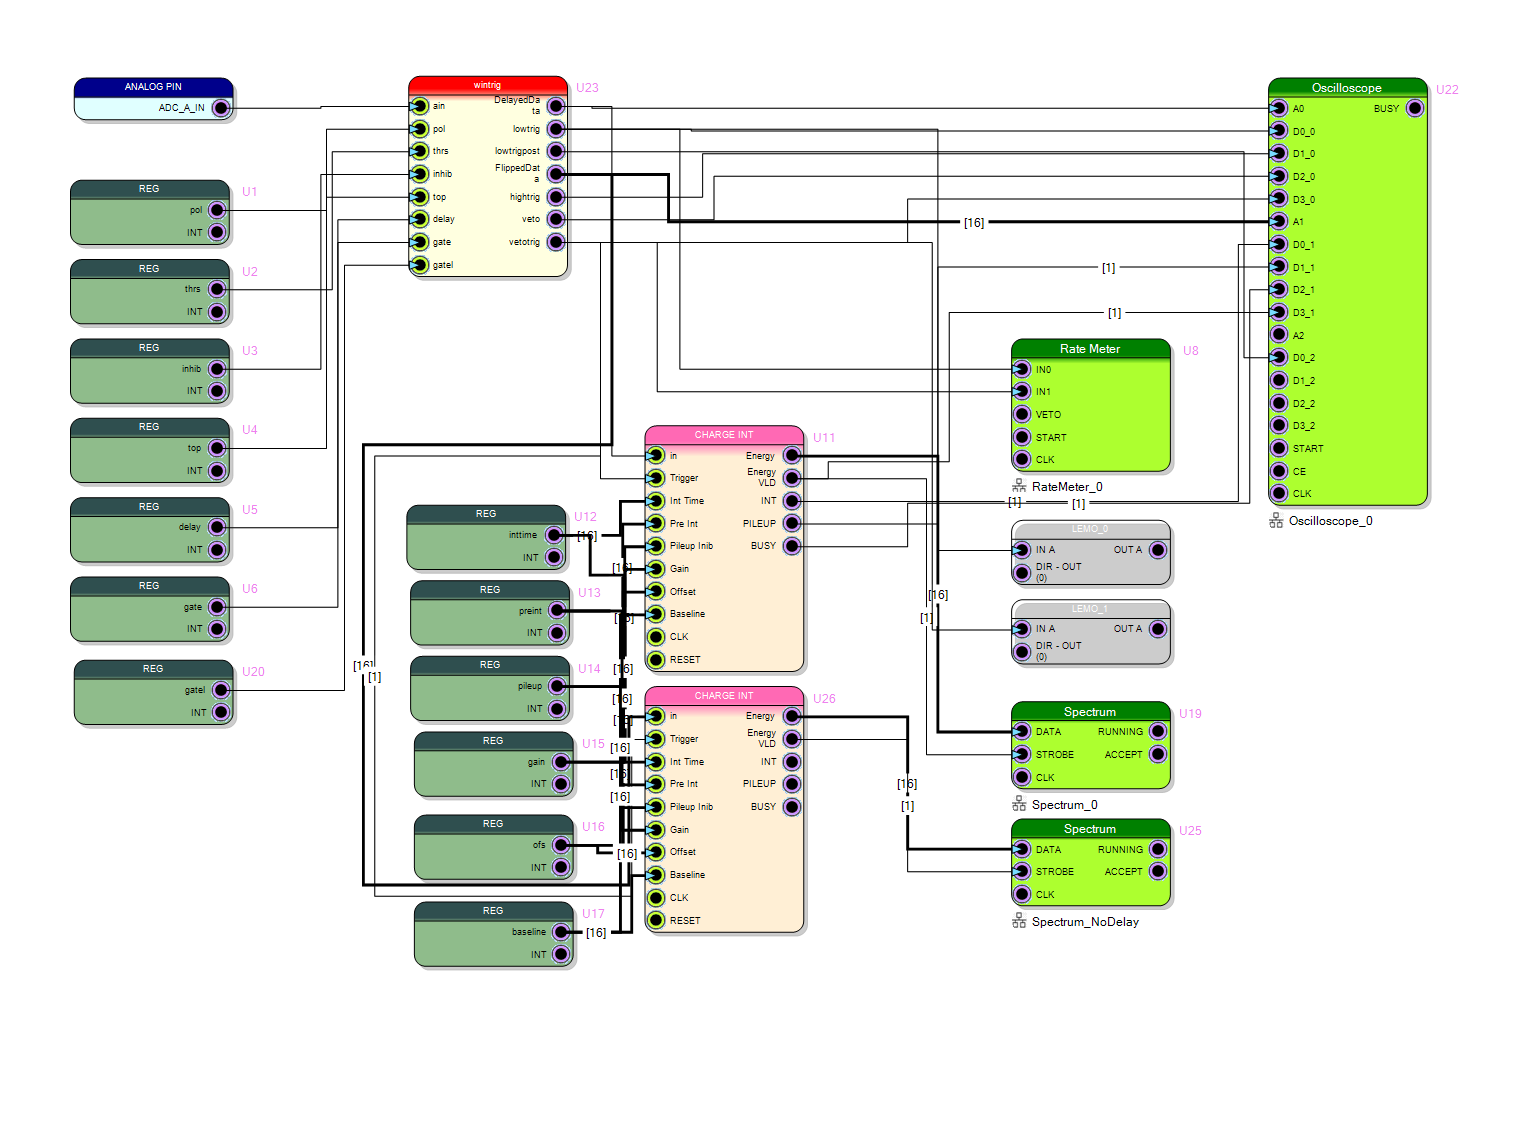 ANALOG PIN
ADC_A_IN
REG
U1
pol
INT
REG
U2
thrs
INT
REG
U3
inhib
INT
REG
U4
top
INT
REG
U5
delay
INT
REG
U6
gate
INT
REG
U20
gatel
INT
wintrig
U23
ain
pol
thrs
inhib
top
delay
gate
gatel
DelayedDa
ta
lowtrig
lowtrigpost
FlippedDat
a
hightrig
veto
vetotrig
REG
U12
inttime
INT
REG
U13
preint
INT
REG
U14
pileup
INT
REG
U15
gain
INT
REG
U16
ofs
INT
REG
U17
baseline
INT
[16]
[16]
[16]
[16]
[16]
[16]
[16]
[16]
[16]
[16]
[16]
[16]
[1]
CHARGE INT
U11
in
Trigger
Int Time
Pre Int
Pileup Inib
Gain
Offset
Baseline
CLK
RESET
Energy
Energy
VLD
INT
PILEUP
BUSY
CHARGE INT
U26
in
Trigger
Int Time
Pre Int
Pileup Inib
Gain
Offset
Baseline
CLK
RESET
Energy
Energy
VLD
INT
PILEUP
BUSY
[16]
[1]
[1]
[1]
[1]
[16]
[1]
[16]
[1]
Rate Meter
U8
IN0
IN1
VETO
START
CLK
RateMeter_0
LEMO_0
IN A
OUT A
DIR - OUT
(0)
LEMO_1
IN A
OUT A
DIR - OUT
(0)
Spectrum
U19
DATA
RUNNING
STROBE
ACCEPT
CLK
Spectrum_0
Spectrum
U25
DATA
RUNNING
STROBE
ACCEPT
CLK
Spectrum_NoDelay
Oscilloscope
U22
A0
BUSY
D0_0
D1_0
D2_0
D3_0
A1
D0_1
D1_1
D2_1
D3_1
A2
D0_2
D1_2
D2_2
D3_2
START
CE
CLK
Oscilloscope_0